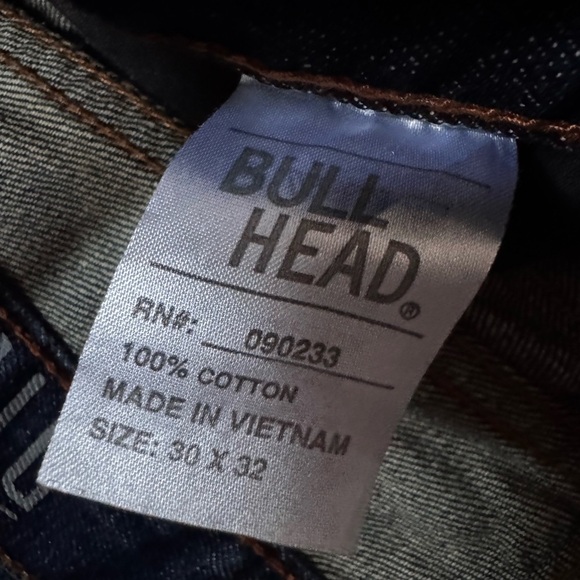 BULL
HEAD®
RN#: 090233
100% COTTON
MADE IN VIETNAM
SIZE: 30 X 32